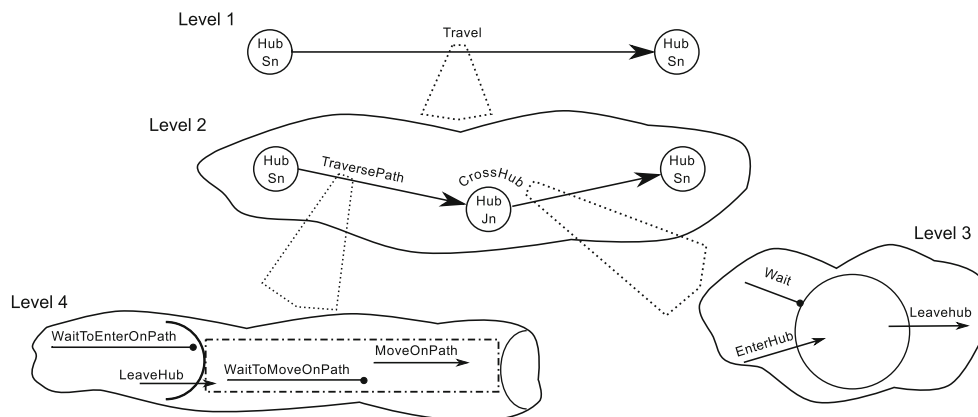 Level 1
Hub
Sn
Travel
Hub
Sn
Level 2
Hub
Sn
TraversePath
CrossHub
Hub
Jn
Hub
Sn
Level 3
Wait
EnterHub
Leavehub
Level 4
WaitToEnterOnPath
LeaveHub
WaitToMoveOnPath
MoveOnPath